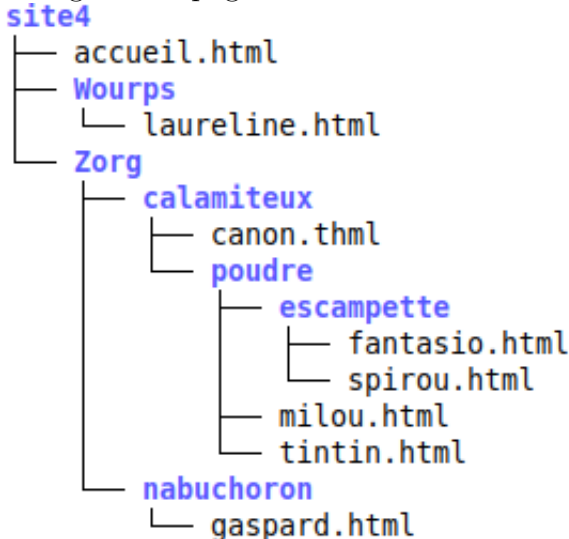 site4
accueil.html
Wourps
laureline.html
Zorg
calamiteux
canon.thml
poudre
escampette
fantasio.html
spirou.html
milou.html
tintin.html
nabuchoron
gaspard.html